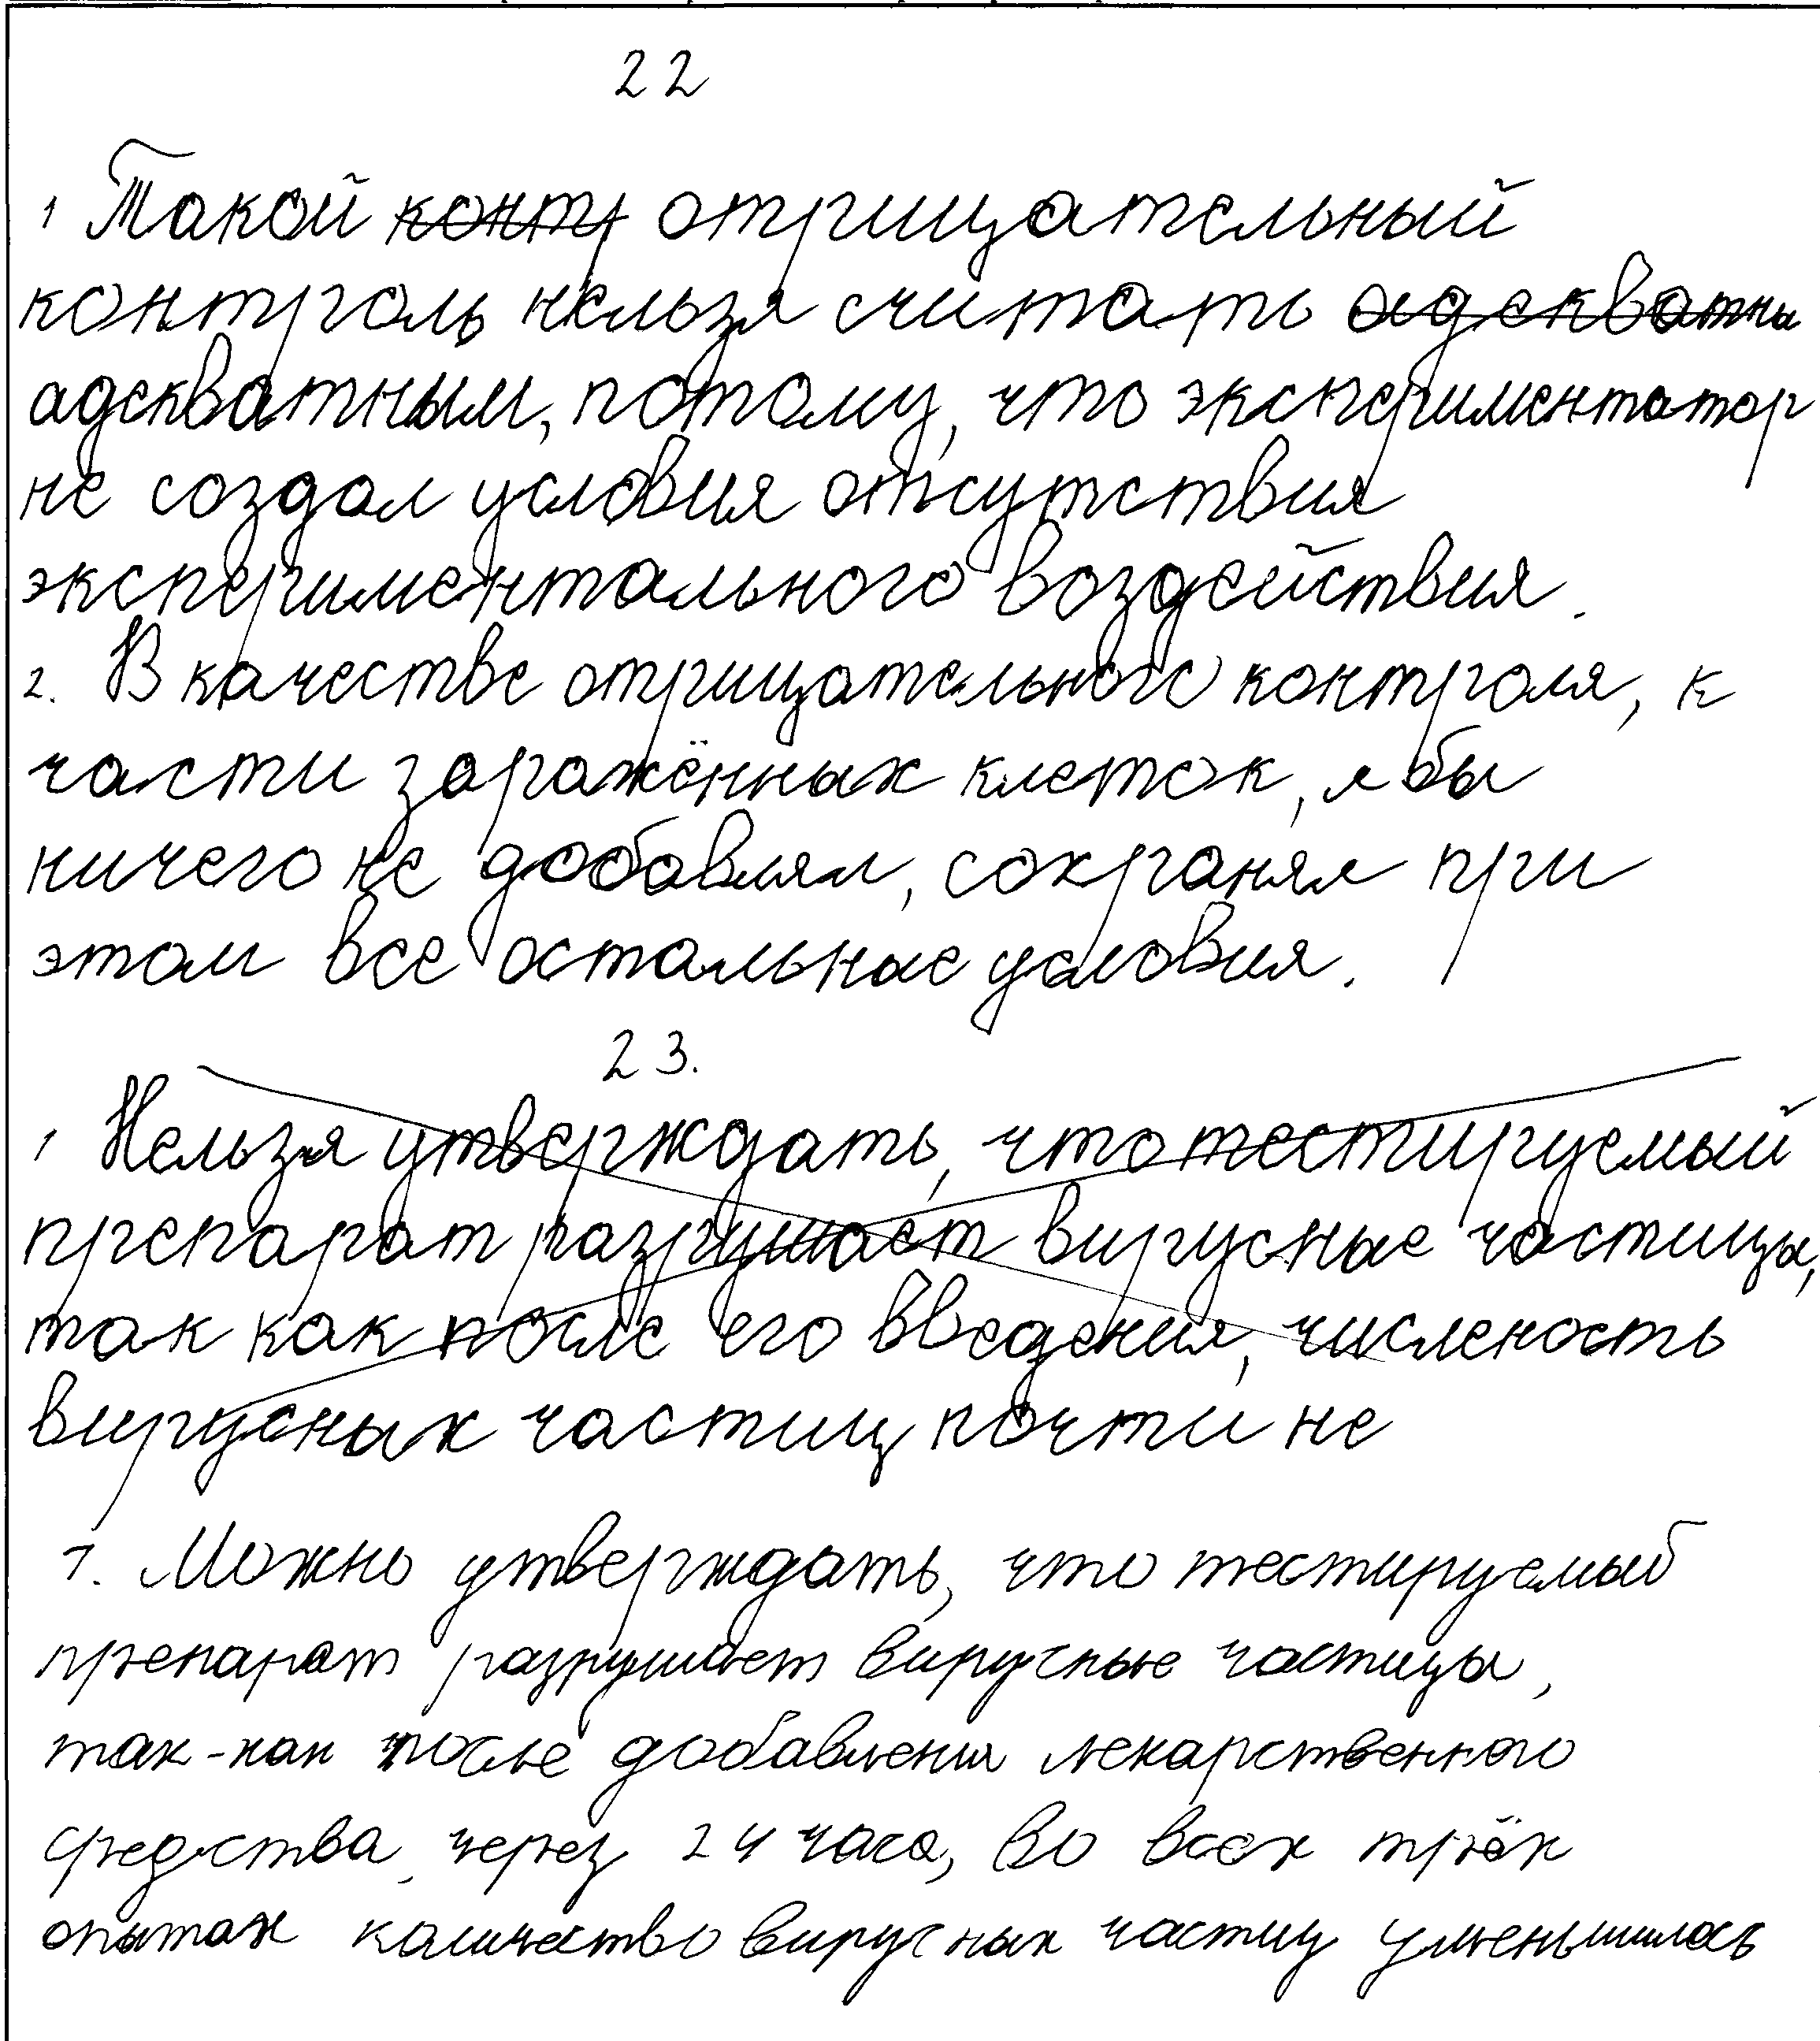 22
1 Такой контр отрицательный
контроль нельзя считать адекватны
адекватным, потому, что экспериментатор
не создал условия отсутствия
экспериментального воздействия.
2. В качестве отрицательного контроля, к
части заражённых клеток, я бы
ничего не добавлял, сохраняя при
этом все остальные условия.
23.
1 Нельзя утверждать, что тестируемый
препарат разрушает вирусные частицы,
так как после его введения, численость
вирусных частиц почти не
1. Можно утверждать, что тестируемый
препарат разрушает вирусные частицы,
так-как после добавления лекарственного
средства, через 24 часа, во всех трёх
опытах количество вирусных частиц уменьшилось